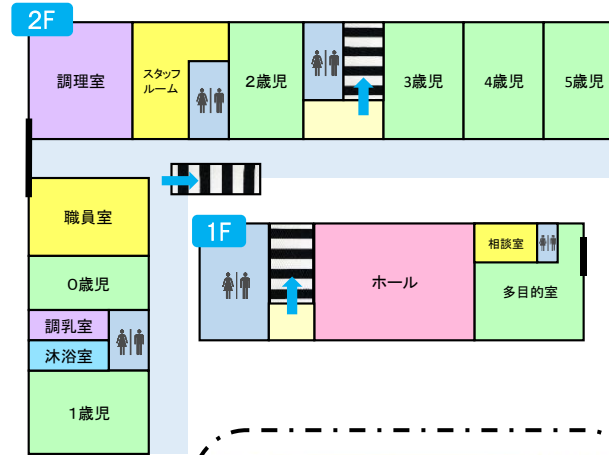 2F
調理室
スタッフ
ルーム
２歳児
３歳児
４歳児
５歳児
職員室
０歳児
調乳室
沐浴室
１歳児
1F
ホール
相談室
多目的室